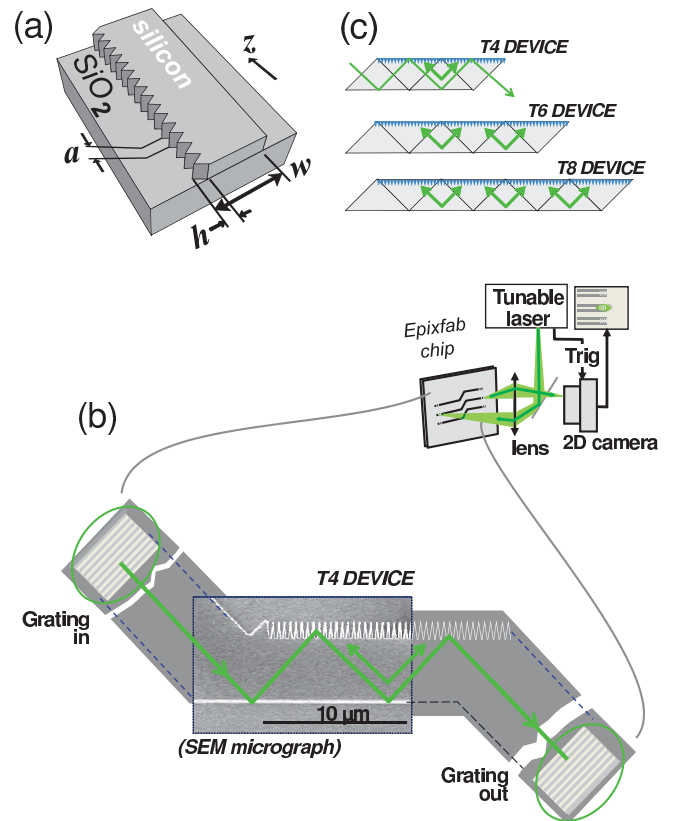 (a)
silicon
SiO2
z
a
w
h
(c)
T4 DEVICE
T6 DEVICE
T8 DEVICE
Tunable
laser
Epixfab
chip
Trig
lens
2D camera
(b)
T4 DEVICE
Grating
in
10 µm
(SEM micrograph)
Grating
out